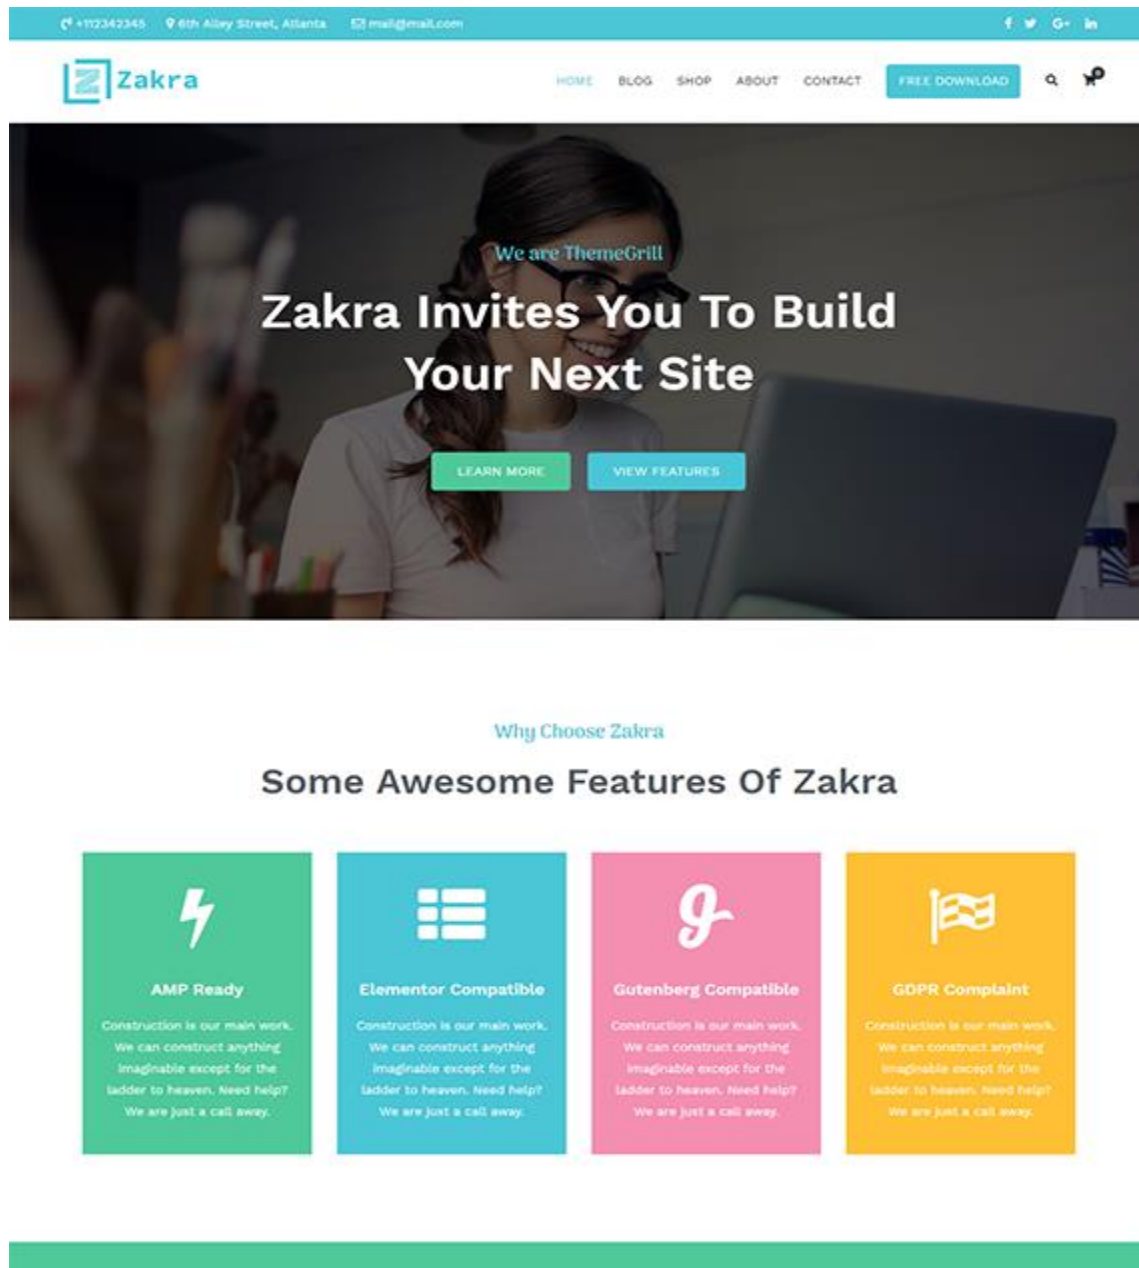 +112342345 6th Alley Street, Atlanta mail@mail.com f G+ in
Zakra HOME BLOG SHOP ABOUT CONTACT FREE DOWNLOAD 0
We are ThemeGrill
Zakra Invites You To Build
Your Next Site
LEARN MORE VIEW FEATURES
Why Choose Zakra
Some Awesome Features Of Zakra
AMP Ready
Construction is our main work.
We can construct anything
imaginable except for the
ladder to heaven. Need help?
We are just a call away.
Elementor Compatible
Construction is our main work.
We can construct anything
imaginable except for the
ladder to heaven. Need help?
We are just a call away.
g
Gutenberg Compatible
Construction is our main work.
We can construct anything
imaginable except for the
ladder to heaven. Need help?
We are just a call away.
GDPR Complaint
Construction is our main work.
We can construct anything
imaginable except for the
ladder to heaven. Need help?
We are just a call away.